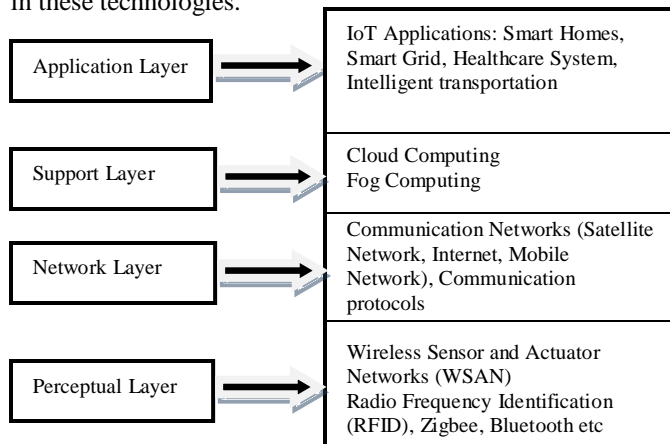 in these technologies.
Application Layer
IoT Applications: Smart Homes,
Smart Grid, Healthcare System,
Intelligent transportation
Support Layer
Cloud Computing
Fog Computing
Network Layer
Communication Networks (Satellite
Network, Internet, Mobile
Network), Communication
protocols
Perceptual Layer
Wireless Sensor and Actuator
Networks (WSAN)
Radio Frequency Identification
(RFID), Zigbee, Bluetooth etc